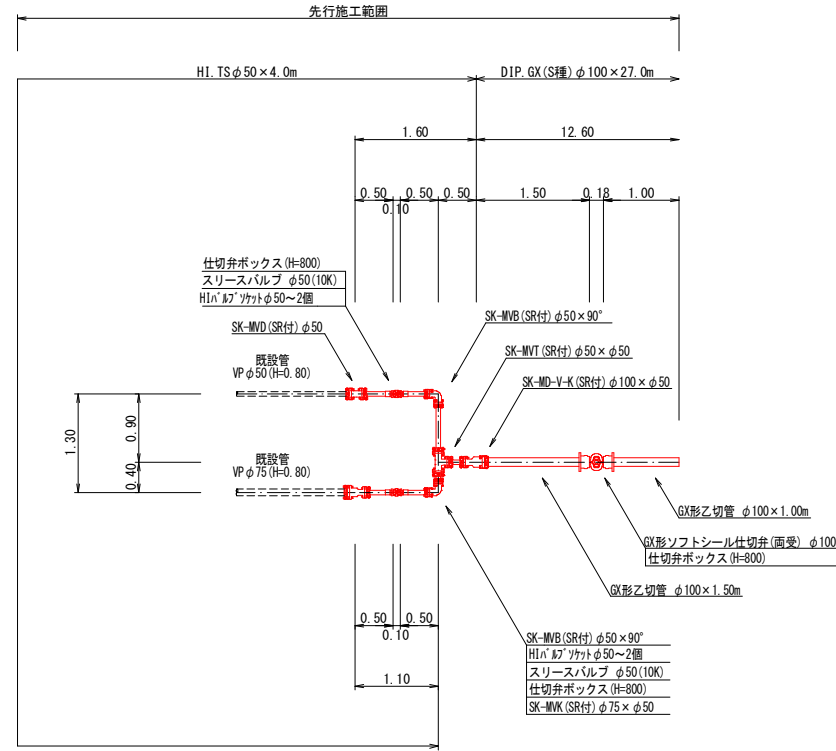 先行施工範囲
HI.TSφ50×4.0m
DIP.GX(S種)φ100×27.0m
1.60
12.60
0.50
0.50
0.50
1.50
0.18
1.00
0.10
仕切弁ボックス(H=800)
スリースバルブ φ50(10K)
HIバルブソケットφ50～2個
SK-MVD(SR付)φ50
SK-MVB(SR付)φ50×90°
SK-MVT(SR付)φ50×φ50
SK-MD-V-K(SR付)φ100×φ50
既設管
VPφ50(H=0.80)
1.30
0.90
0.40
既設管
VPφ75(H=0.80)
GX形乙切管 φ100×1.00m
GX形ソフトシール仕切弁(両受) φ100
仕切弁ボックス(H=800)
GX形乙切管 φ100×1.50m
0.50
0.50
0.10
1.10
SK-MVB(SR付)φ50×90°
HIバルブソケットφ50～2個
スリースバルブ φ50(10K)
仕切弁ボックス(H=800)
SK-MVK(SR付)φ75×φ50